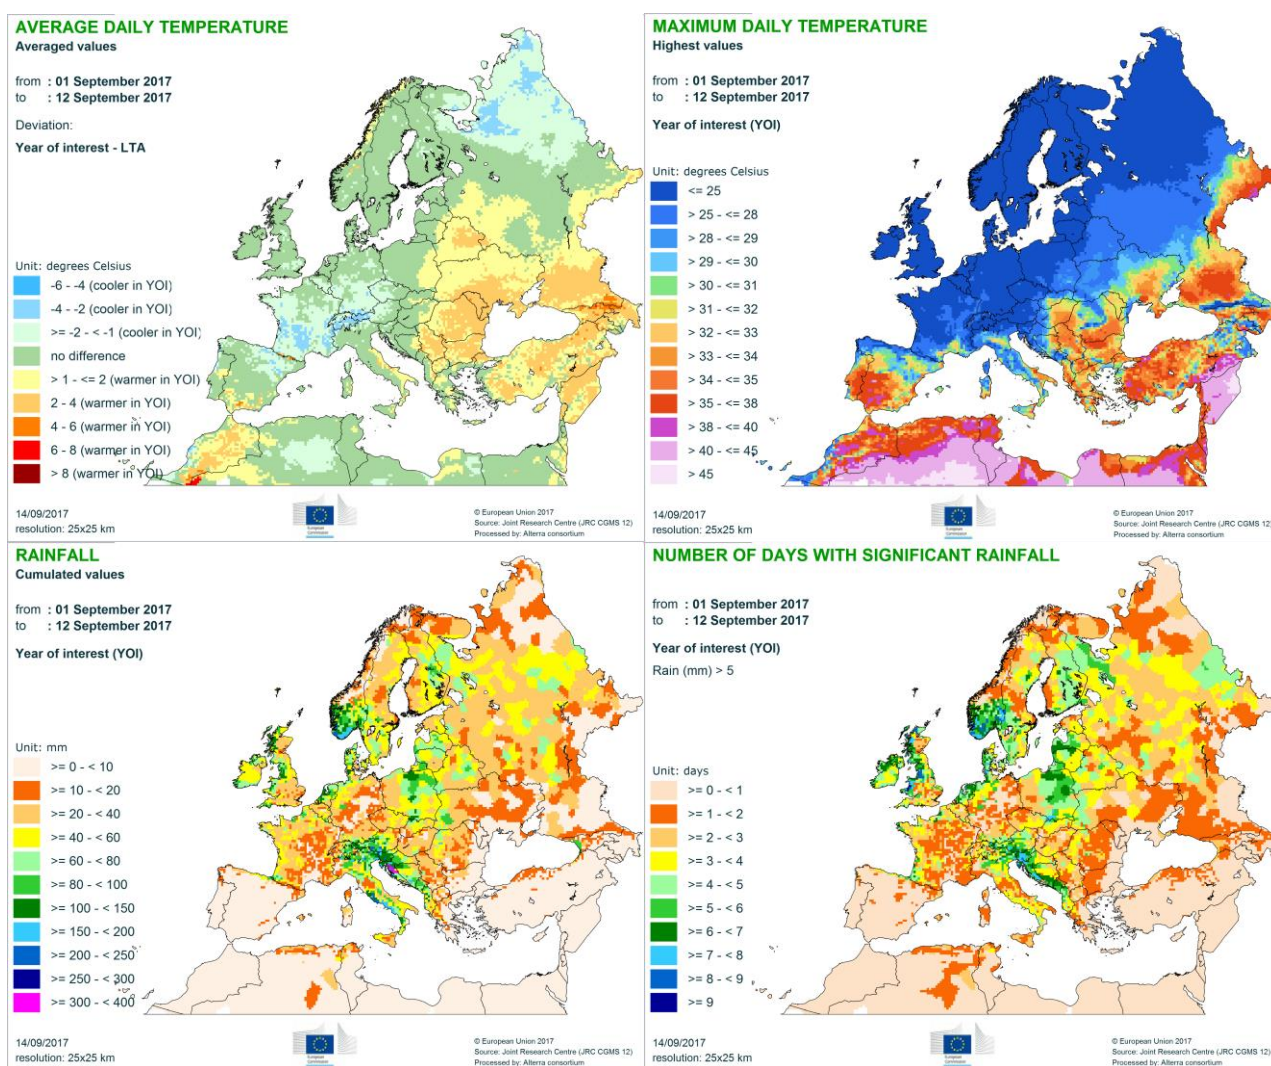 AVERAGE DAILY TEMPERATURE
Averaged values
from : 01 September 2017
to : 12 September 2017
Deviation:
Year of interest - LTA
Unit: degrees Celsius
-6 - -4 (cooler in YOI)
-4 - -2 (cooler in YOI)
>= -2 - < -1 (cooler in YOI)
no difference
> 1 - <= 2 (warmer in YOI)
2 - 4 (warmer in YOI)
4 - 6 (warmer in YOI)
6 - 8 (warmer in YOI)
> 8 (warmer in YOI)
14/09/2017
resolution: 25x25 km
European
Commission
© European Union 2017
Source: Joint Research Centre (JRC CGMS 12)
Processed by: Alterra consortium
MAXIMUM DAILY TEMPERATURE
Highest values
from : 01 September 2017
to : 12 September 2017
Year of interest (YOI)
Unit: degrees Celsius
<= 25
> 25 - <= 28
> 28 - <= 29
> 29 - <= 30
> 30 - <= 31
> 31 - <= 32
> 32 - <= 33
> 33 - <= 34
> 34 - <= 35
> 35 - <= 38
> 38 - <= 40
> 40 - <= 45
> 45
14/09/2017
resolution: 25x25 km
European
Commission
© European Union 2017
Source: Joint Research Centre (JRC CGMS 12)
Processed by: Alterra consortium
RAINFALL
Cumulated values
from : 01 September 2017
to : 12 September 2017
Year of interest (YOI)
Unit: mm
>= 0 - < 10
>= 10 - < 20
>= 20 - < 40
>= 40 - < 60
>= 60 - < 80
>= 80 - < 100
>= 100 - < 150
>= 150 - < 200
>= 200 - < 250
>= 250 - < 300
>= 300 - < 400
14/09/2017
resolution: 25x25 km
European
Commission
© European Union 2017
Source: Joint Research Centre (JRC CGMS 12)
Processed by: Alterra consortium
NUMBER OF DAYS WITH SIGNIFICANT RAINFALL
from : 01 September 2017
to : 12 September 2017
Year of interest (YOI)
Rain (mm) > 5
Unit: days
>= 0 - < 1
>= 1 - < 2
>= 2 - < 3
>= 3 - < 4
>= 4 - < 5
>= 5 - < 6
>= 6 - < 7
>= 7 - < 8
>= 8 - < 9
>= 9
14/09/2017
resolution: 25x25 km
European
Commission
© European Union 2017
Source: Joint Research Centre (JRC CGMS 12)
Processed by: Alterra consortium